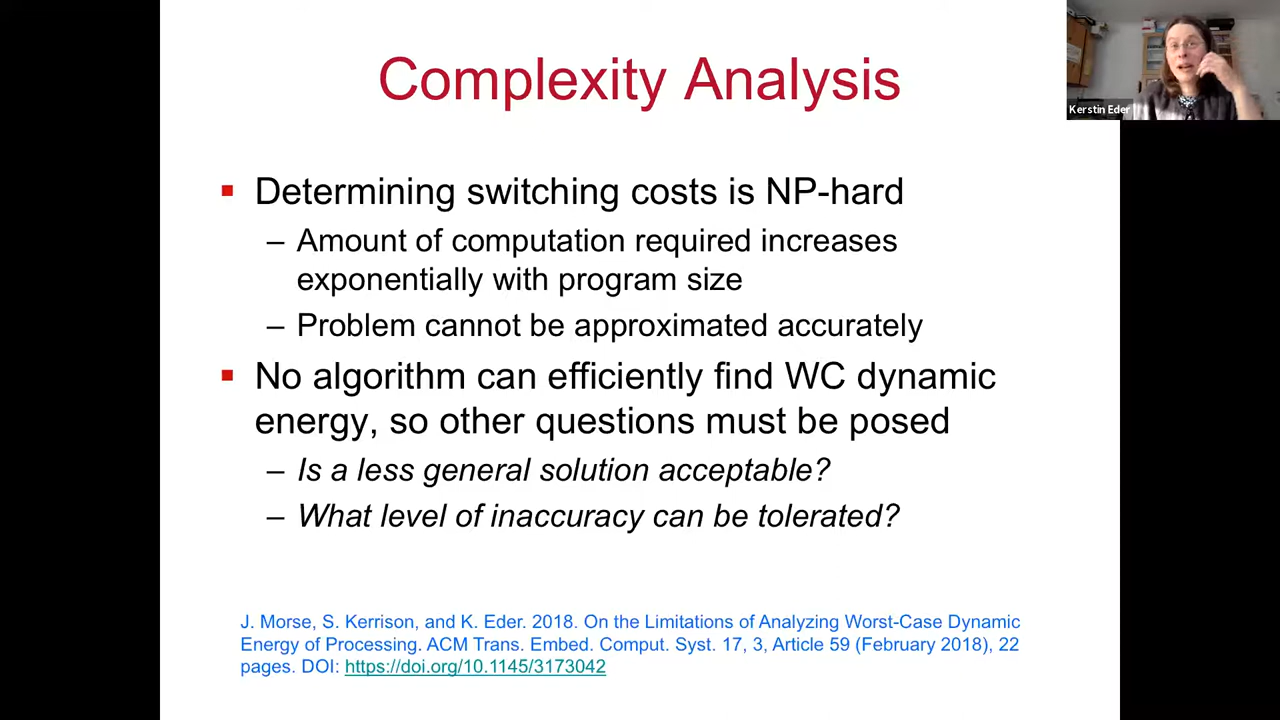 Complexity Analysis
Kerstin Eder
▪ Determining switching costs is NP-hard
– Amount of computation required increases
exponentially with program size
– Problem cannot be approximated accurately
▪ No algorithm can efficiently find WC dynamic
energy, so other questions must be posed
– Is a less general solution acceptable?
– What level of inaccuracy can be tolerated?
J. Morse, S. Kerrison, and K. Eder. 2018. On the Limitations of Analyzing Worst-Case Dynamic
Energy of Processing. ACM Trans. Embed. Comput. Syst. 17, 3, Article 59 (February 2018), 22
pages. DOI: https://doi.org/10.1145/3173042